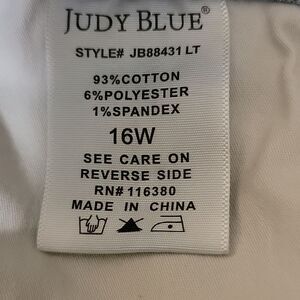 JUDY BLUE®
STYLE# JB88431 LT
93%COTTON
6%POLYESTER
1%SPANDEX
16W
SEE CARE ON
REVERSE SIDE
RN# 116380
MADE IN CHINA